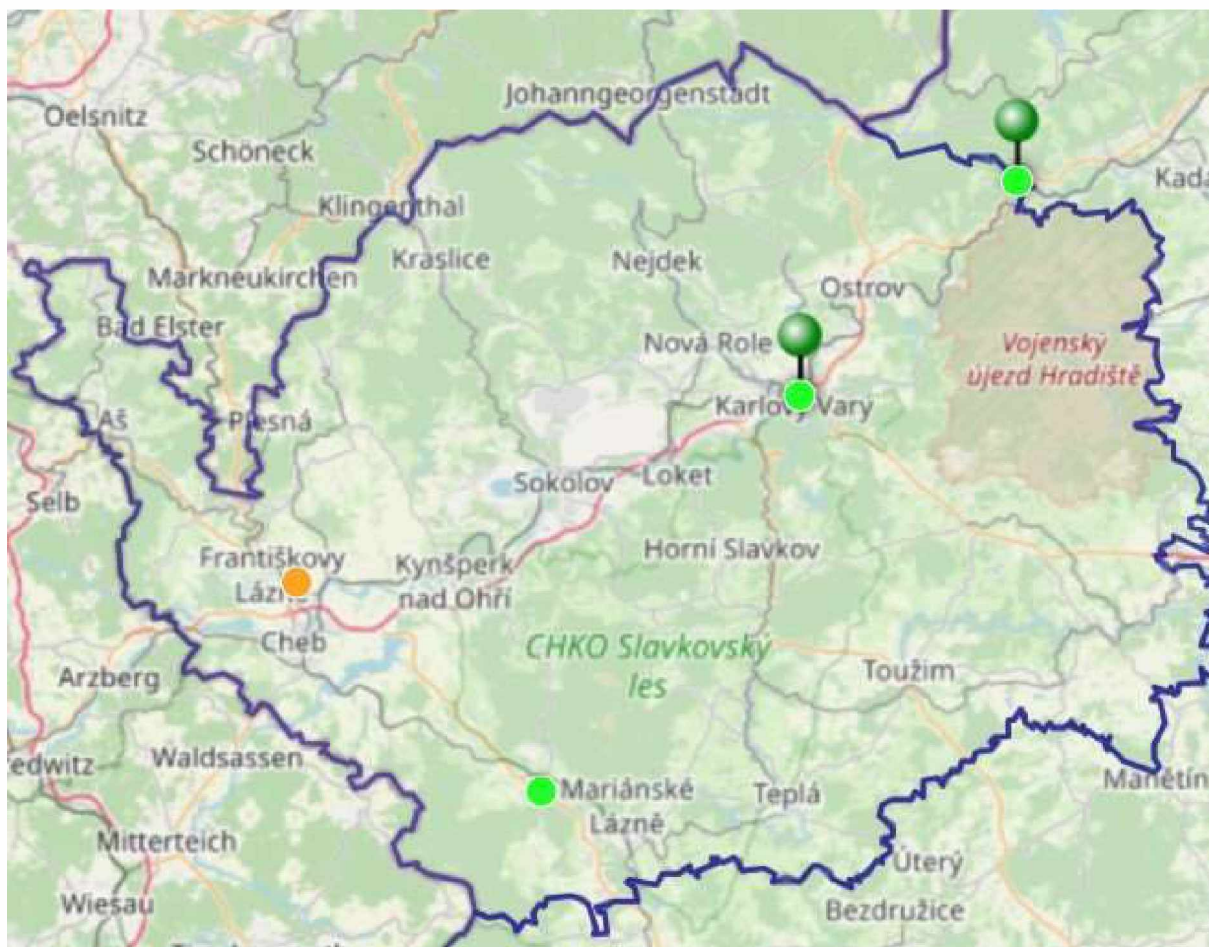 Johanngeorgenstadt
Oelsnitz
Schöneck
Kada
Klingenthal
Kraslice
Nejdek
Markneukirchen
Ostrov
Bad Elster
Nová Role
Vojenský
újezd Hradiště
Aš
Plesná
Karlovy Vary
Selb
Sokolov
Loket
Františkovy
Lázně
Kynšperk
nad Ohří
Horní Slavkov
Cheb
CHKO Slavkovský
les
Arzberg
Toužim
edwitz
Waldsassen
Manětín
Mariánské
Lázně
Teplá
Mitterteich
Úterý
Wiesau
Bezdružice